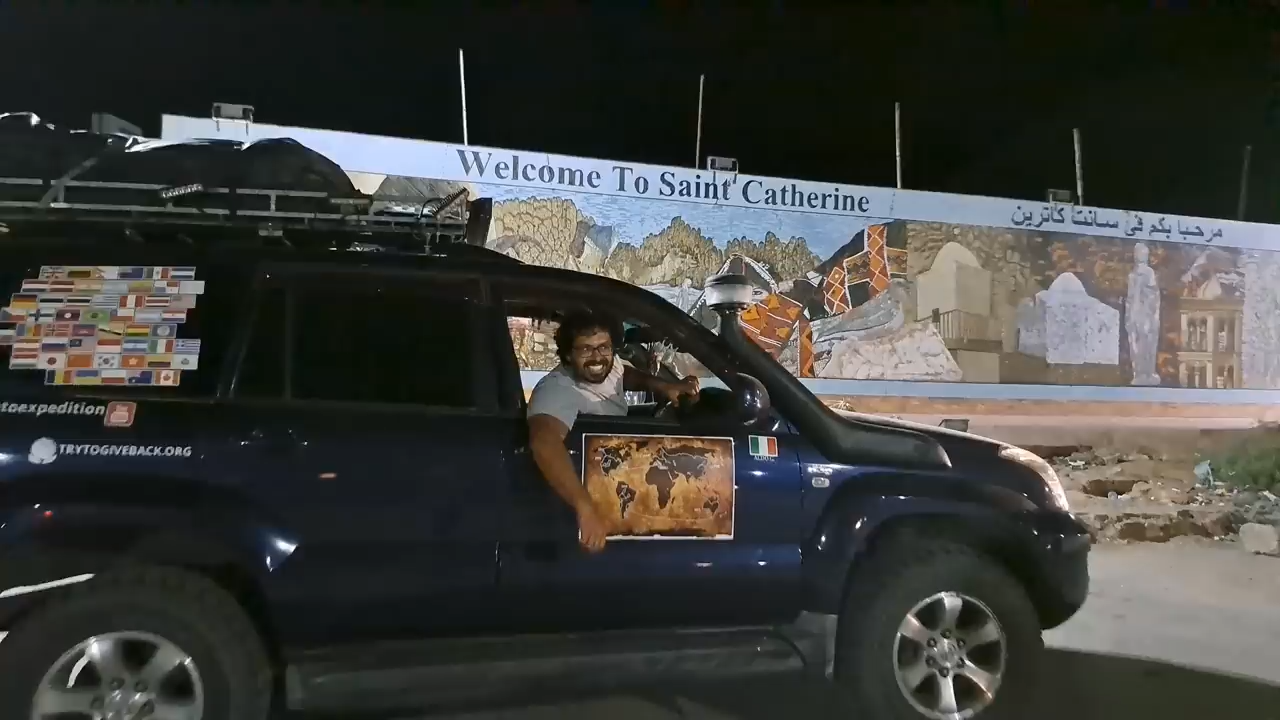 Welcome To Saint Catherine
مرحبا بكم فى سانت كاترين
toexpedition
TRYTOGIVEBACK.ORG